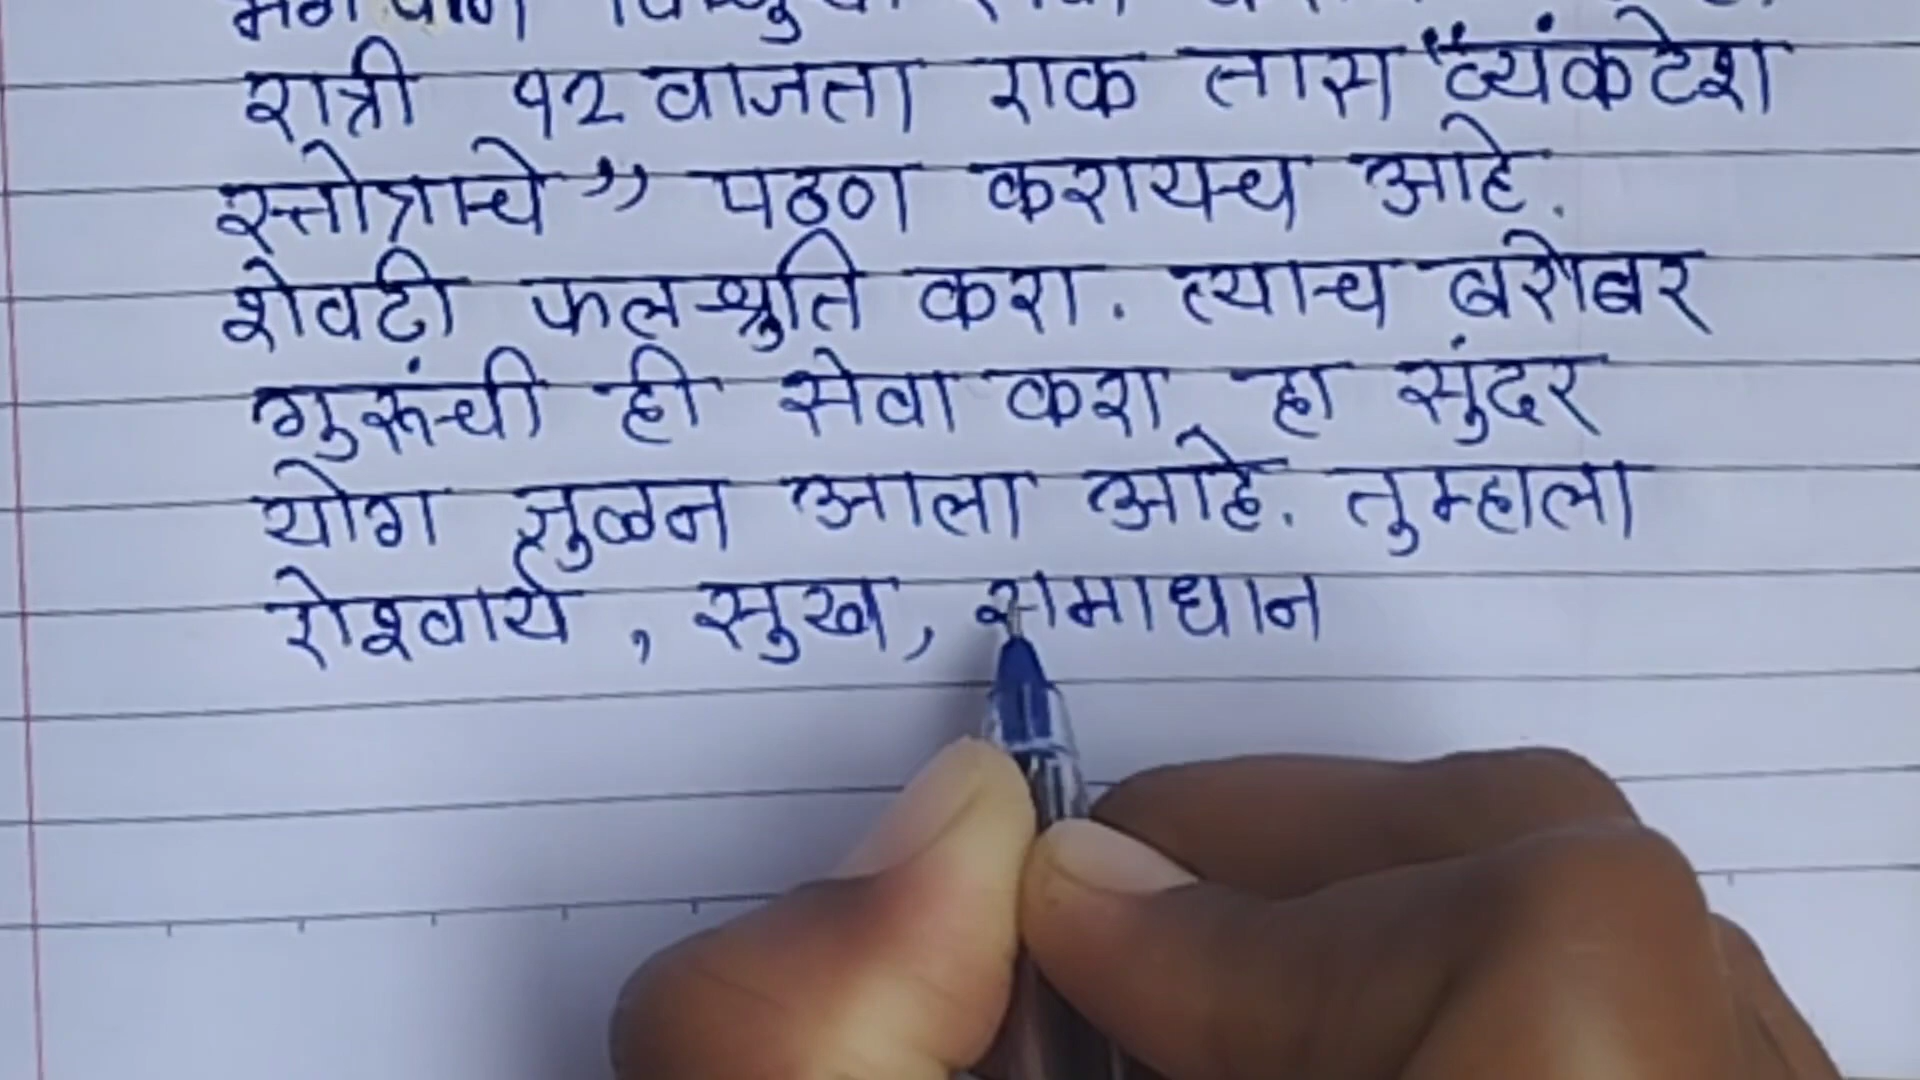 रात्री १२ वाजता एक तास "व्यंकटेश
स्तोत्राचे" पठण करायच आहे.
शेवटी फलश्रुति करा. त्याच बरोबर
गुरूंची ही सेवा करा, हा सुंदर
योग जुळून आला आहे. तुम्हाला
ऐश्वार्य, सुख, समाधान